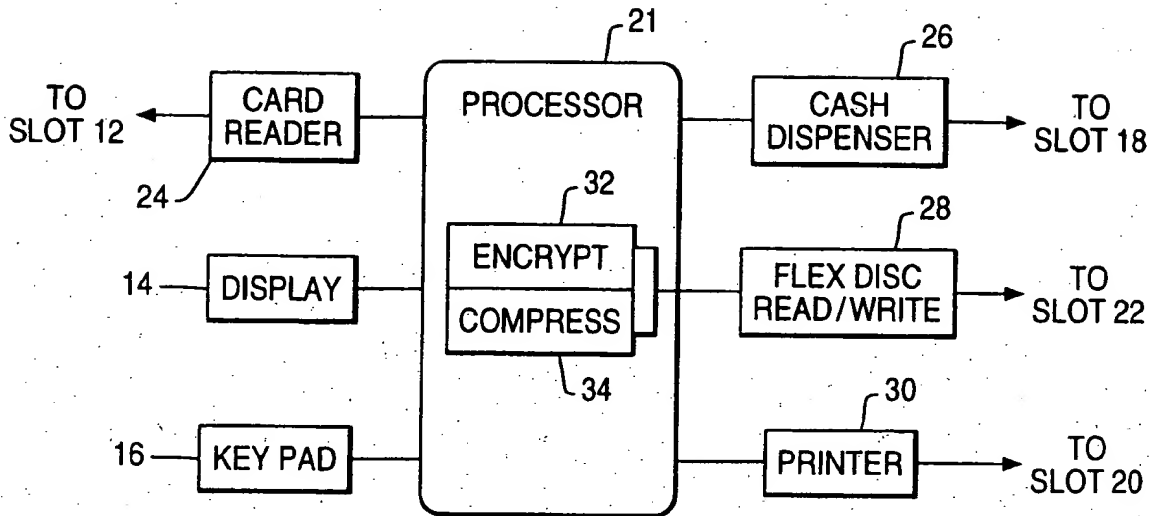 21
26
TO
SLOT 12
CARD
READER
PROCESSOR
CASH
DISPENSER
TO
SLOT 18
24
32
28
14
DISPLAY
ENCRYPT
COMPRESS
FLEX DISC
READ/WRITE
TO
SLOT 22
34
30
16
KEY PAD
PRINTER
TO
SLOT 20